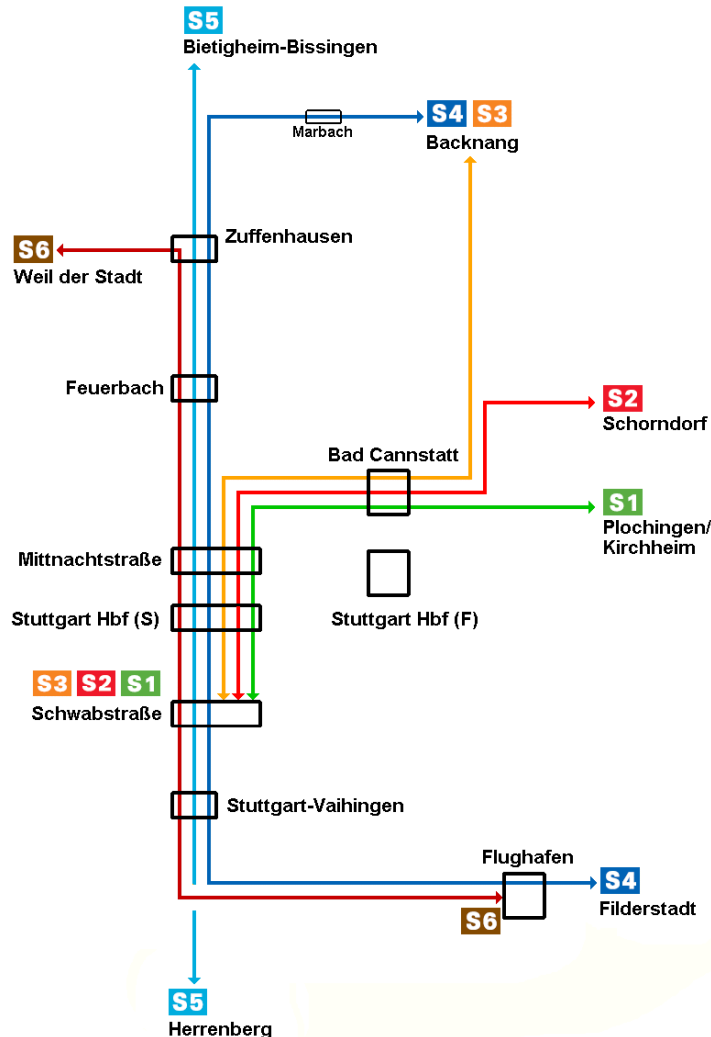 S5
Bietigheim-Bissingen
S4 S3
Marbach
Backnang
Zuffenhausen
S6
Weil der Stadt
Feuerbach
S2
Schorndorf
Bad Cannstatt
S1
Plochingen/
Kirchheim
Mittnachtstraße
Stuttgart Hbf (S)
Stuttgart Hbf (F)
S3 S2 S1
Schwabstraße
Stuttgart-Vaihingen
Flughafen
S4
Filderstadt
S6
S5
Herrenberg